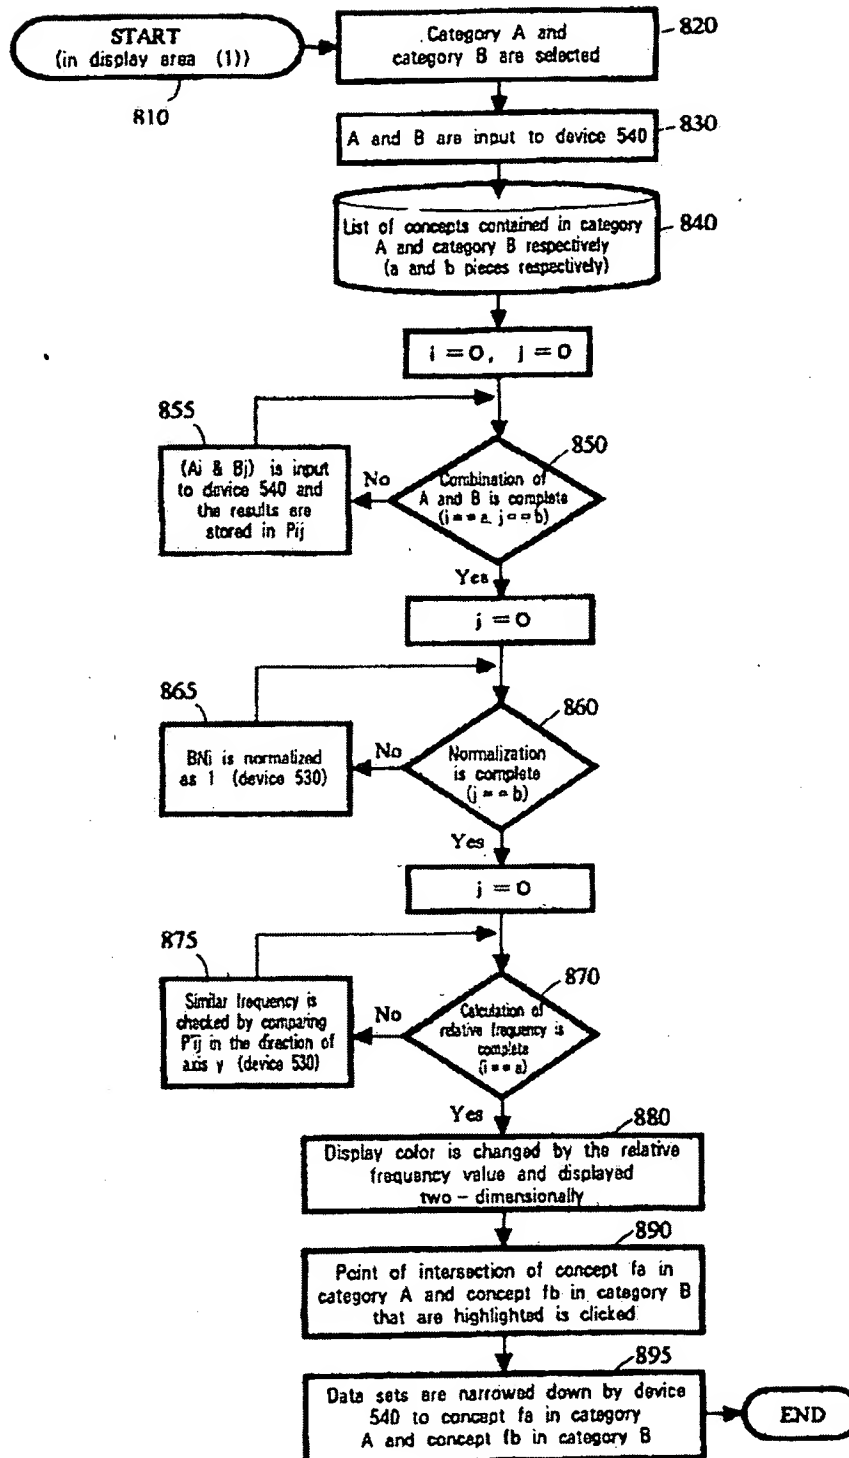 START
(in display area (1))
810
Category A and
category B are selected
820
A and B are input to device 540
830
List of concepts contained in category
A and category B respectively
(a and b pieces respectively)
840
i = 0, j = 0
855
(Ai & Bj) is input
to device 540 and
the results are
stored in Pij
No
850
Combination of
A and B is complete
(i == a, j == b)
Yes
j = 0
865
BNj is normalized
as 1 (device 530)
No
860
Normalization
is complete
(j == b)
Yes
j = 0
875
Similar frequency is
checked by comparing
P'ij in the direction of
axis y (device 530)
No
870
Calculation of
relative frequency is
complete
(i == a)
Yes
880
Display color is changed by the relative
frequency value and displayed
two - dimensionally
890
Point of intersection of concept fa in
category A and concept fb in category B
that are highlighted is clicked
895
Data sets are narrowed down by device
540 to concept fa in category
A and concept fb in category B
END